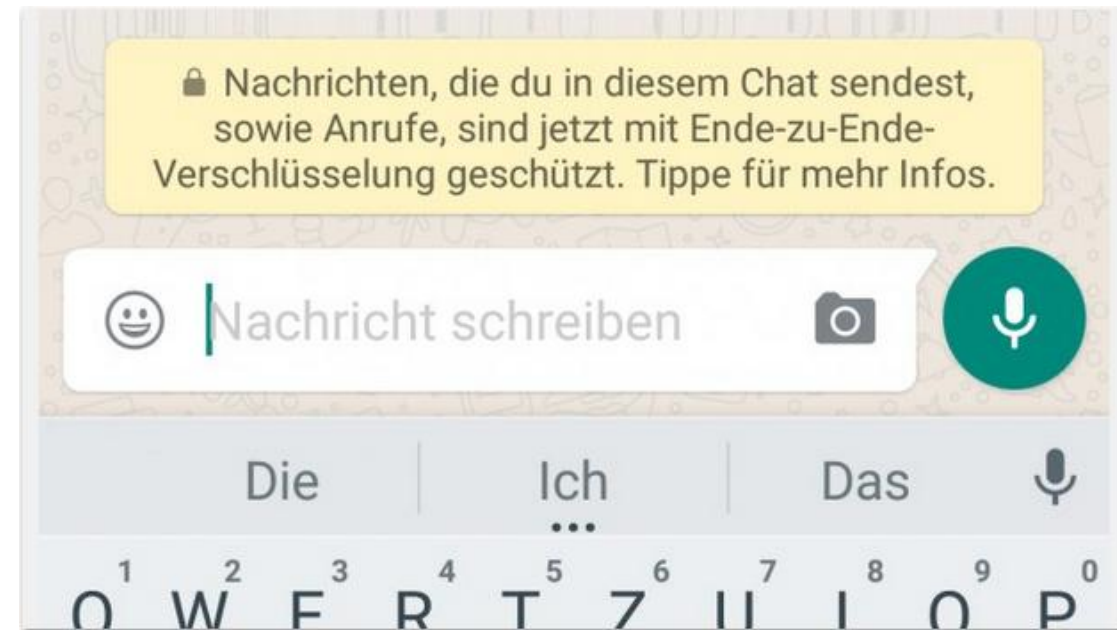 Nachrichten, die du in diesem Chat sendest,
sowie Anrufe, sind jetzt mit Ende-zu-Ende-
Verschlüsselung geschützt. Tippe für mehr Infos.
Nachricht schreiben
Die Ich Das
1 2 3 4 5 6 7 8 9 0
Q W E R T Z U I O P